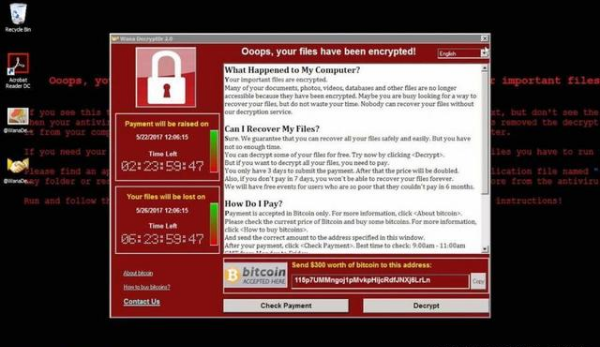 Recycle Bin
Acrobat
Reader DC
@WanaDe...
@WanaDe...
Wana Decrypt0r 2.0
Ooops, your files have been encrypted!
English
Payment will be raised on
5/22/2017 12:06:15
Time Left
02:23:59:47
Your files will be lost on
5/26/2017 12:06:15
Time Left
06:23:59:47
About bitcoin
How to buy bitcoins?
Contact Us
What Happened to My Computer?
Your important files are encrypted.
Many of your documents, photos, videos, databases and other files are no longer
accessible because they have been encrypted. Maybe you are busy looking for a way to
recover your files, but do not waste your time. Nobody can recover your files without
our decryption service.
Can I Recover My Files?
Sure. We guarantee that you can recover all your files safely and easily. But you have
not so enough time.
You can decrypt some of your files for free. Try now by clicking <Decrypt>.
But if you want to decrypt all your files, you need to pay.
You only have 3 days to submit the payment. After that the price will be doubled.
Also, if you don't pay in 7 days, you won't be able to recover your files forever.
We will have free events for users who are so poor that they couldn't pay in 6 months.
How Do I Pay?
Payment is accepted in Bitcoin only. For more information, click <About bitcoin>.
Please check the current price of Bitcoin and buy some bitcoins. For more information,
click <How to buy bitcoins>.
And send the correct amount to the address specified in this window.
After your payment, click <Check Payment>. Best time to check: 9:00am - 11:00am
bitcoin
ACCEPTED HERE
Send $300 worth of bitcoin to this address:
Copy
Check Payment
Decrypt
Ooops, yo
important files
f you see this
t, but don't see the
hen your antivi
removed the decrypt
t from your compu
ter.
f you need your
les you have to run
lease find an ap
lication file named "
ny folder or re
ore from the antiviru
Run and follow th
instructions!